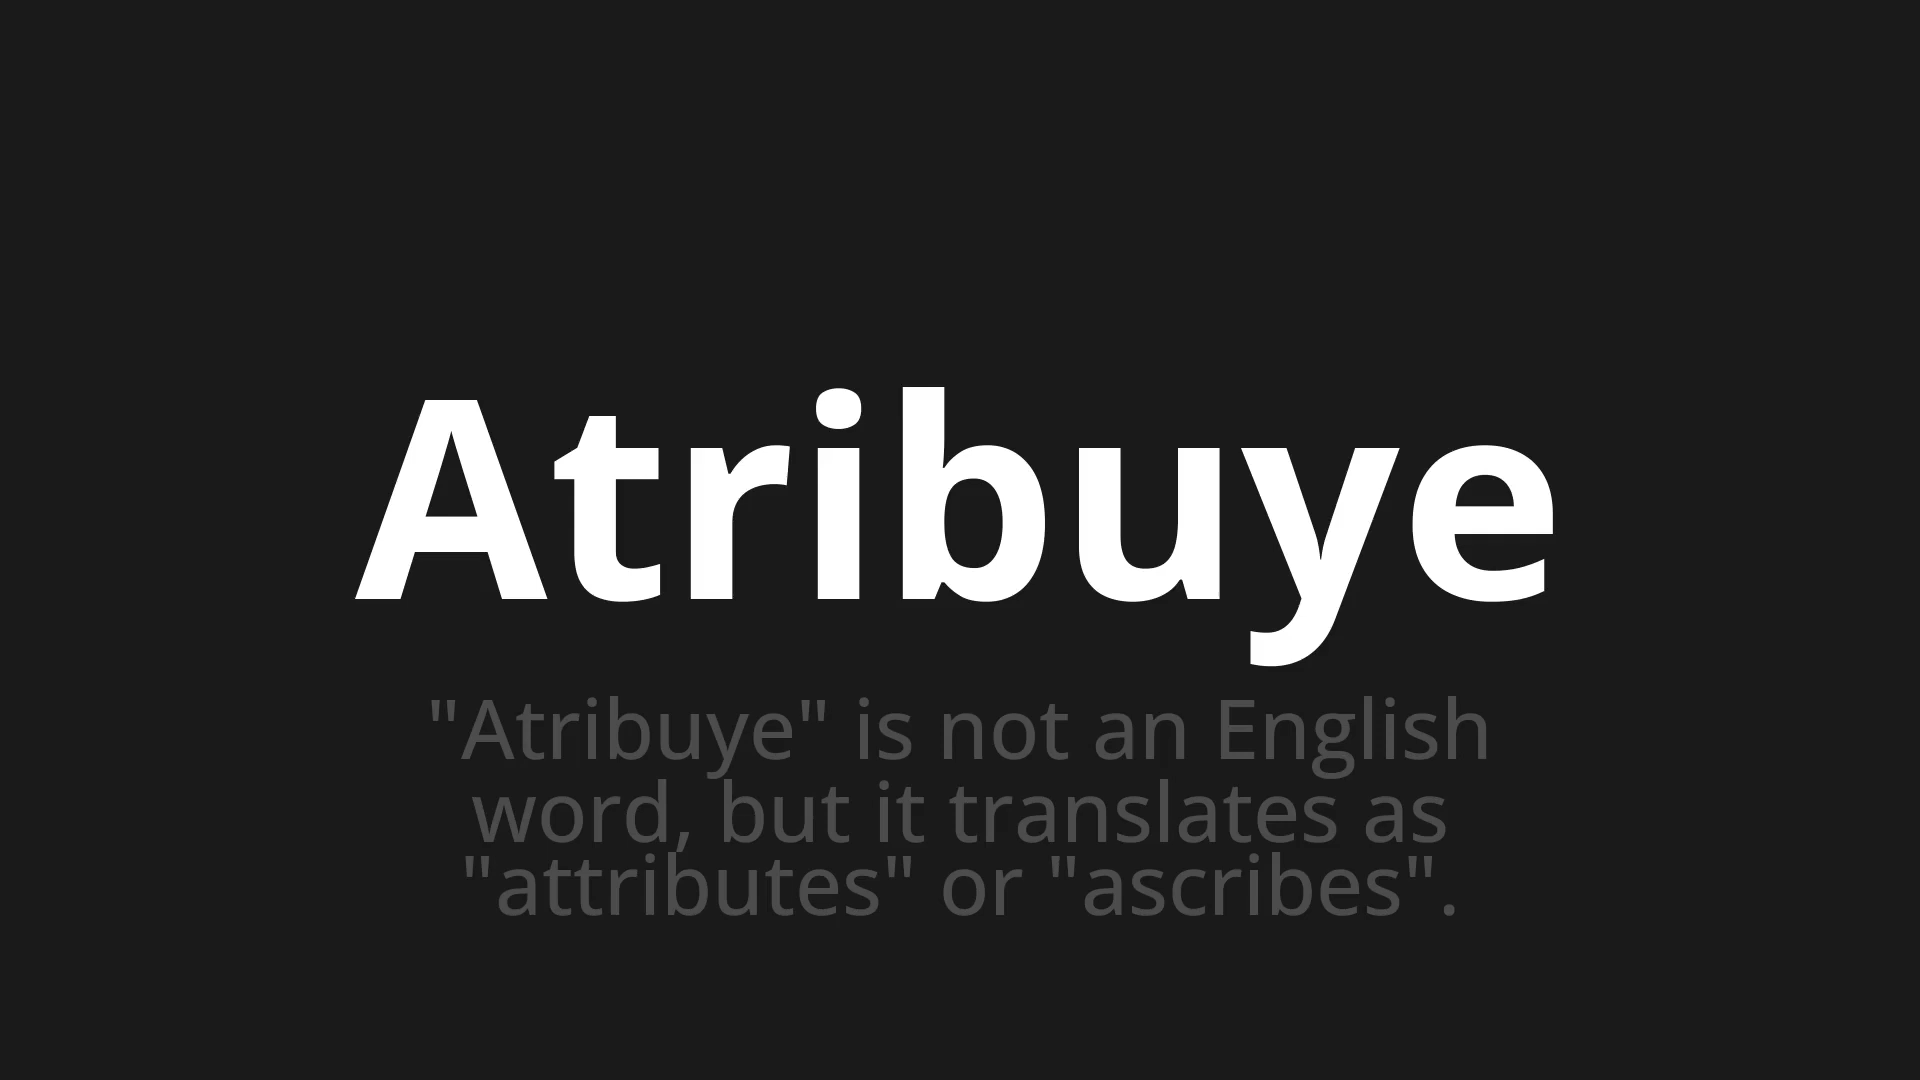 Atribuye
"Atribuye" is not an English
word, but it translates as
"attributes" or "ascribes".